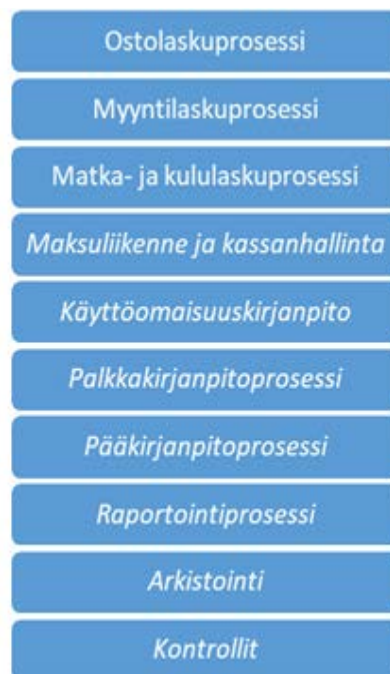 Ostolaskuprosessi
Myyntilaskuprosessi
Matka- ja kululaskuprosessi
Maksuliikenne ja kassanhallinta
Käyttöomaisuuskirjanpito
Palkkakirjanpitoprosessi
Pääkirjanpitoprosessi
Raportointiprosessi
Arkistointi
Kontrollit